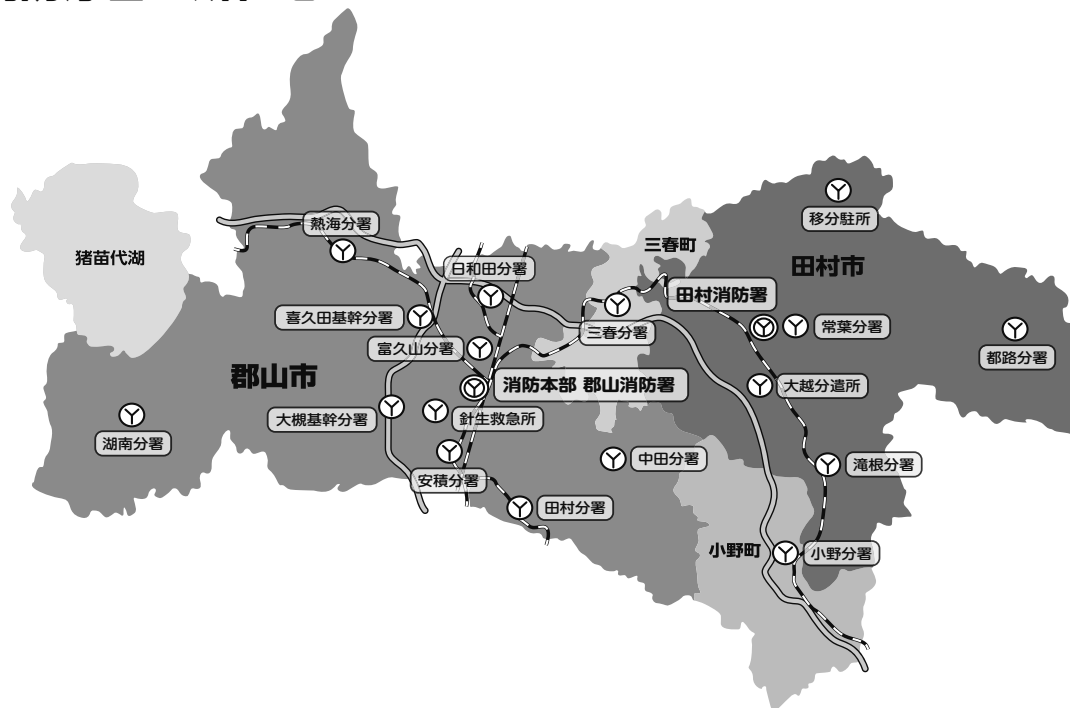 移分駐所
熱海分署
三春町
猪苗代湖
田村市
日和田分署
田村消防署
喜久田基幹分署
常葉分署
三春分署
富久山分署
都路分署
郡山市
消防本部 郡山消防署
大越分遣所
大槻基幹分署
針生救急所
湖南分署
中田分署
滝根分署
安積分署
田村分署
小野町
小野分署